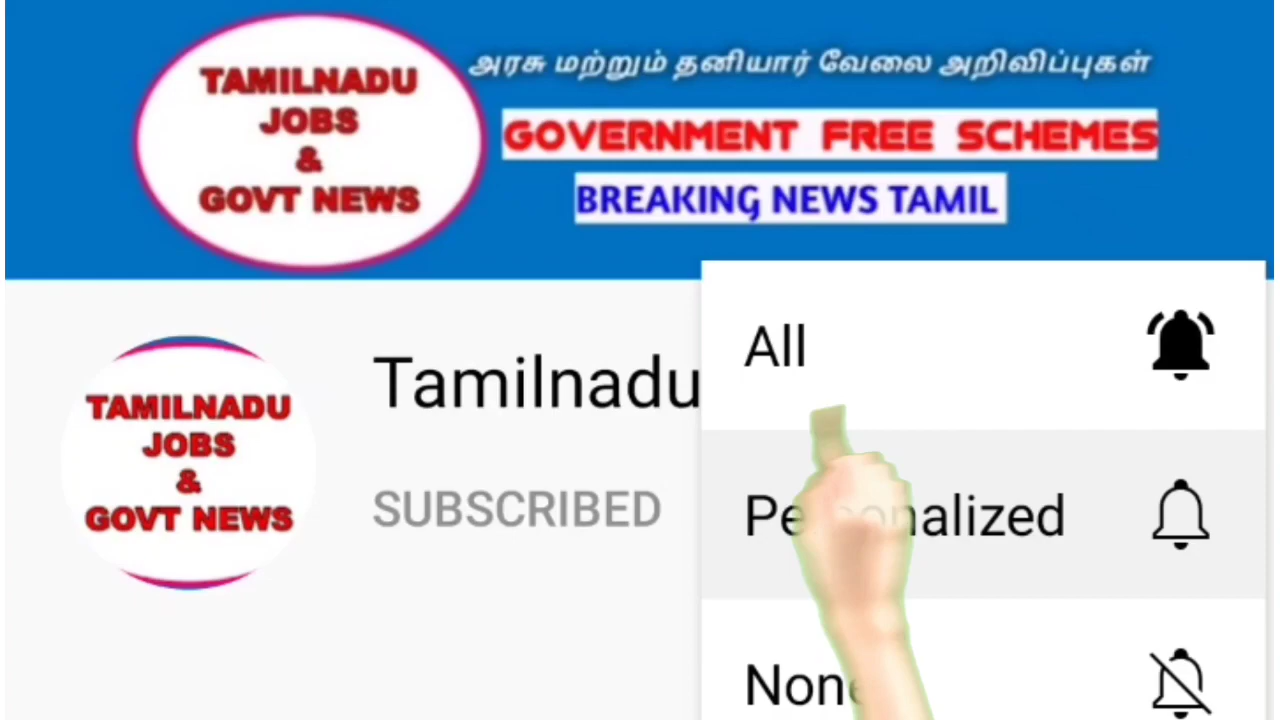 TAMILNADU
JOBS
&
GOVT NEWS
அரசு மற்றும் தனியார் வேலை அறிவிப்புகள்
GOVERNMENT FREE SCHEMES
BREAKING NEWS TAMIL
TAMILNADU
JOBS
&
GOVT NEWS
Tamilnadu
SUBSCRIBED
All
Personalized
None